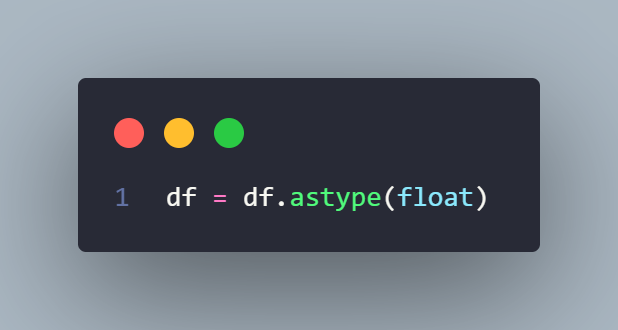 1 df = df.astype(float)